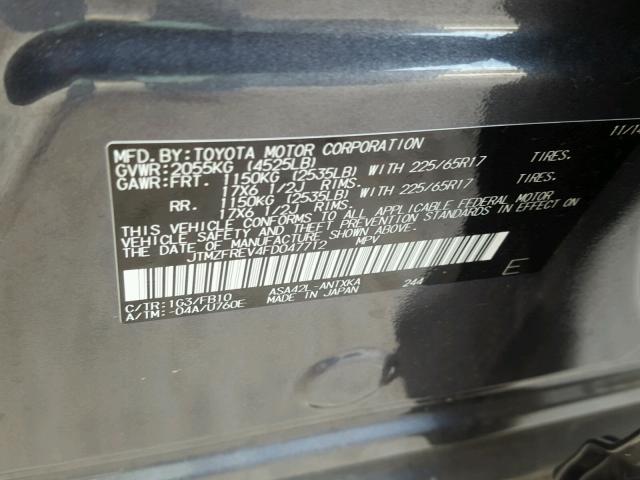 MFD. BY: TOYOTA MOTOR CORPORATION 11/14
GVWR: 2055KG (4525LB)
GAWR: FRT. 1150KG (2535LB) WITH 225/65R17 TIRES.
17X6 1/2J RIMS.
RR. 1150KG (2535LB) WITH 225/65R17 TIRES.
17X6 1/2J RIMS.
THIS VEHICLE CONFORMS TO ALL APPLICABLE FEDERAL MOTOR
VEHICLE SAFETY AND BUMPER STANDARDS IN EFFECT ON
THE DATE OF MANUFACTURE SHOWN ABOVE.
JTMZFREV4FD047712 MPV
E
ASA42L-ANTXKA 244
C/TR: 1G3/FB10 MADE IN JAPAN
A/TM: -04A/U760E